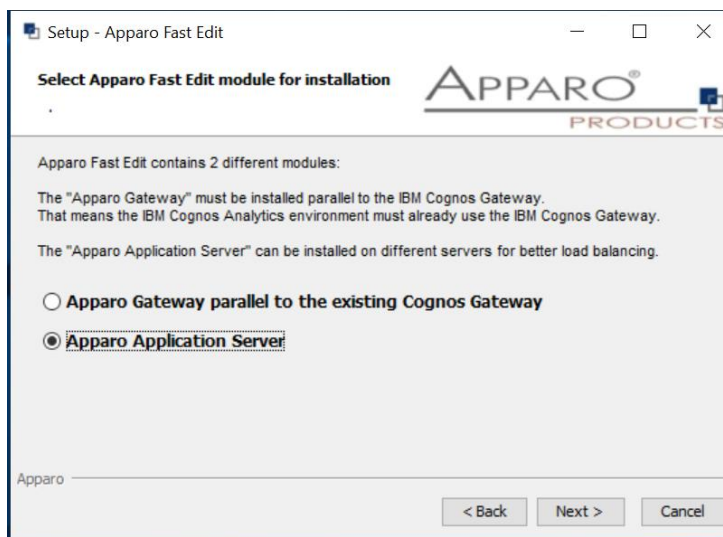 Setup - Apparo Fast Edit
Select Apparo Fast Edit module for installation
.
APPARO®
PRODUCTS
Apparo Fast Edit contains 2 different modules:
The "Apparo Gateway" must be installed parallel to the IBM Cognos Gateway.
That means the IBM Cognos Analytics environment must already use the IBM Cognos Gateway.
The "Apparo Application Server" can be installed on different servers for better load balancing.
Apparo Gateway parallel to the existing Cognos Gateway
Apparo Application Server
Apparo
< Back Next > Cancel